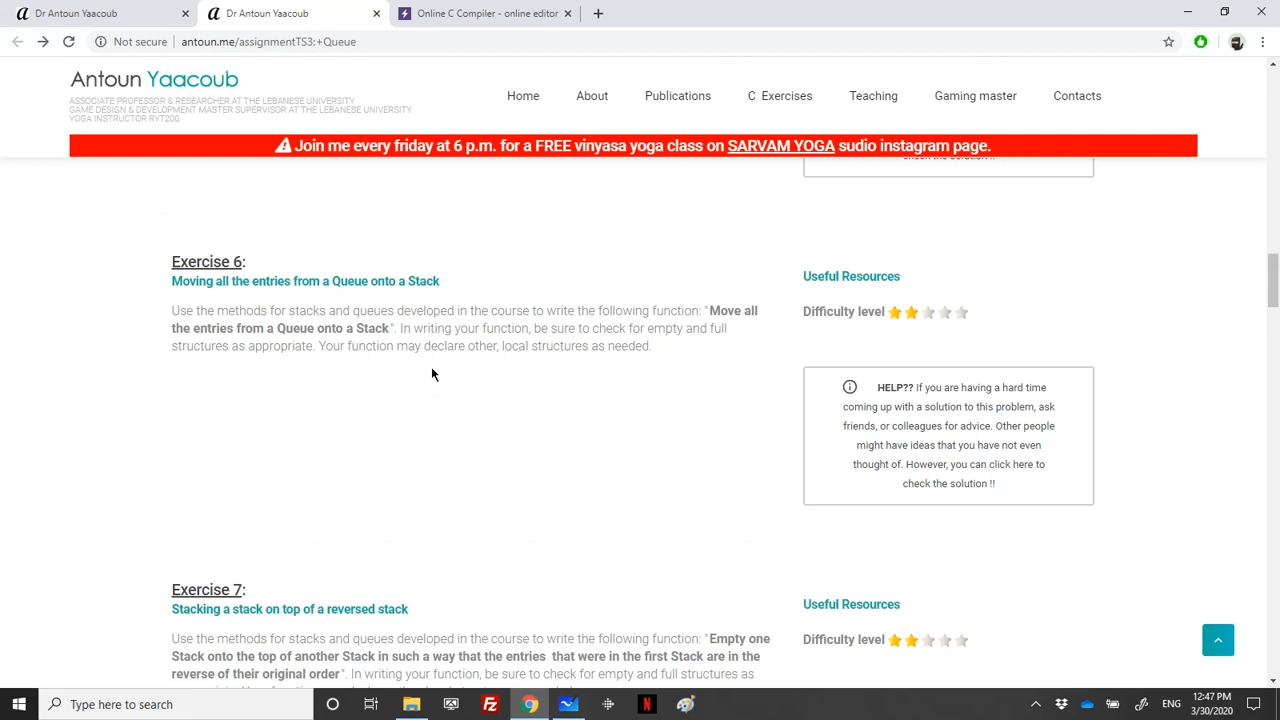 Dr Antoun Yaacoub
Dr Antoun Yaacoub
Online C Compiler - online editor
Not secure
antoun.me/assignmentTS3:+Queue
Antoun Yaacoub
ASSOCIATE PROFESSOR & RESEARCHER AT THE LEBANESE UNIVERSITY
GAME DESIGN & DEVELOPMENT MASTER SUPERVISOR AT THE LEBANESE UNIVERSITY
YOGA INSTRUCTOR RYT200
Home
About
Publications
C Exercises
Teaching
Gaming master
Contacts
Join me every friday at 6 p.m. for a FREE vinyasa yoga class on SARVAM YOGA sudio instagram page.
check the solution !!
Exercise 6:
Moving all the entries from a Queue onto a Stack
Use the methods for stacks and queues developed in the course to write the following function: "Move all
the entries from a Queue onto a Stack". In writing your function, be sure to check for empty and full
structures as appropriate. Your function may declare other, local structures as needed.
Useful Resources
Difficulty level
HELP?? If you are having a hard time
coming up with a solution to this problem, ask
friends, or colleagues for advice. Other people
might have ideas that you have not even
thought of. However, you can click here to
check the solution !!
Exercise 7:
Stacking a stack on top of a reversed stack
Use the methods for stacks and queues developed in the course to write the following function: "Empty one
Stack onto the top of another Stack in such a way that the entries that were in the first Stack are in the
reverse of their original order". In writing your function, be sure to check for empty and full structures as
Useful Resources
Difficulty level
Type here to search
ENG
12:47 PM
3/30/2020